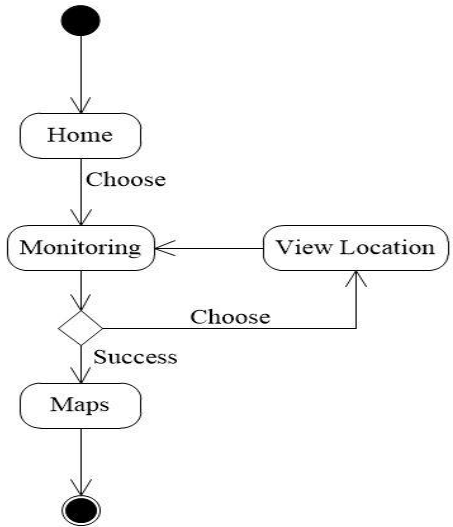 Home
Choose
Monitoring
View Location
Choose
Success
Maps